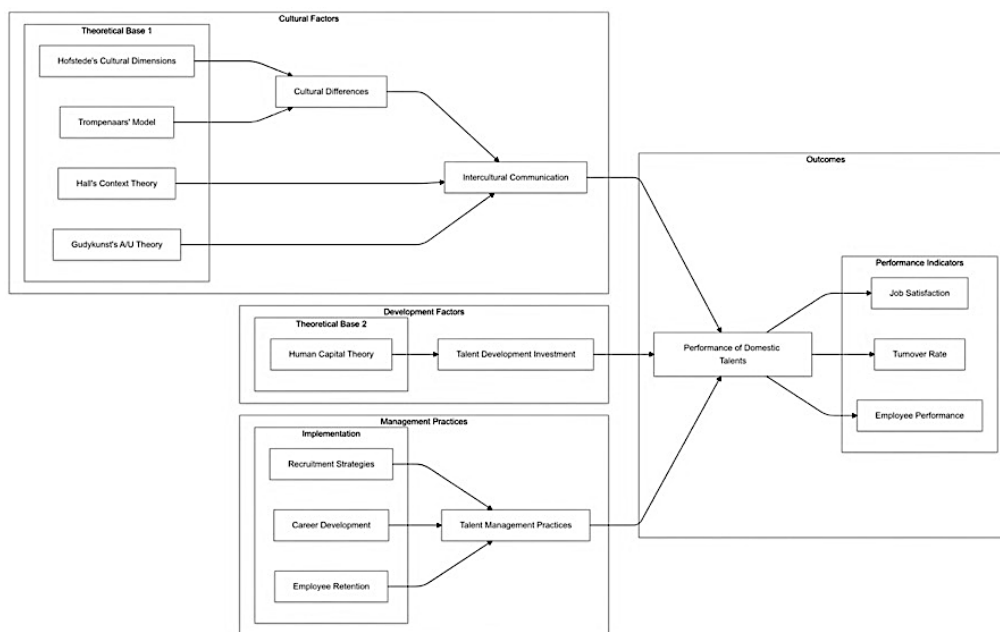 Cultural Factors
Theoretical Base 1
Hofstede's Cultural Dimensions
Cultural Differences
Trompenaars' Model
Hall's Context Theory
Intercultural Communication
Gudykunst's A/U Theory
Outcomes
Performance Indicators
Job Satisfaction
Development Factors
Theoretical Base 2
Human Capital Theory
Talent Development Investment
Performance of Domestic
Talents
Turnover Rate
Employee Performance
Management Practices
Implementation
Recruitment Strategies
Career Development
Talent Management Practices
Employee Retention